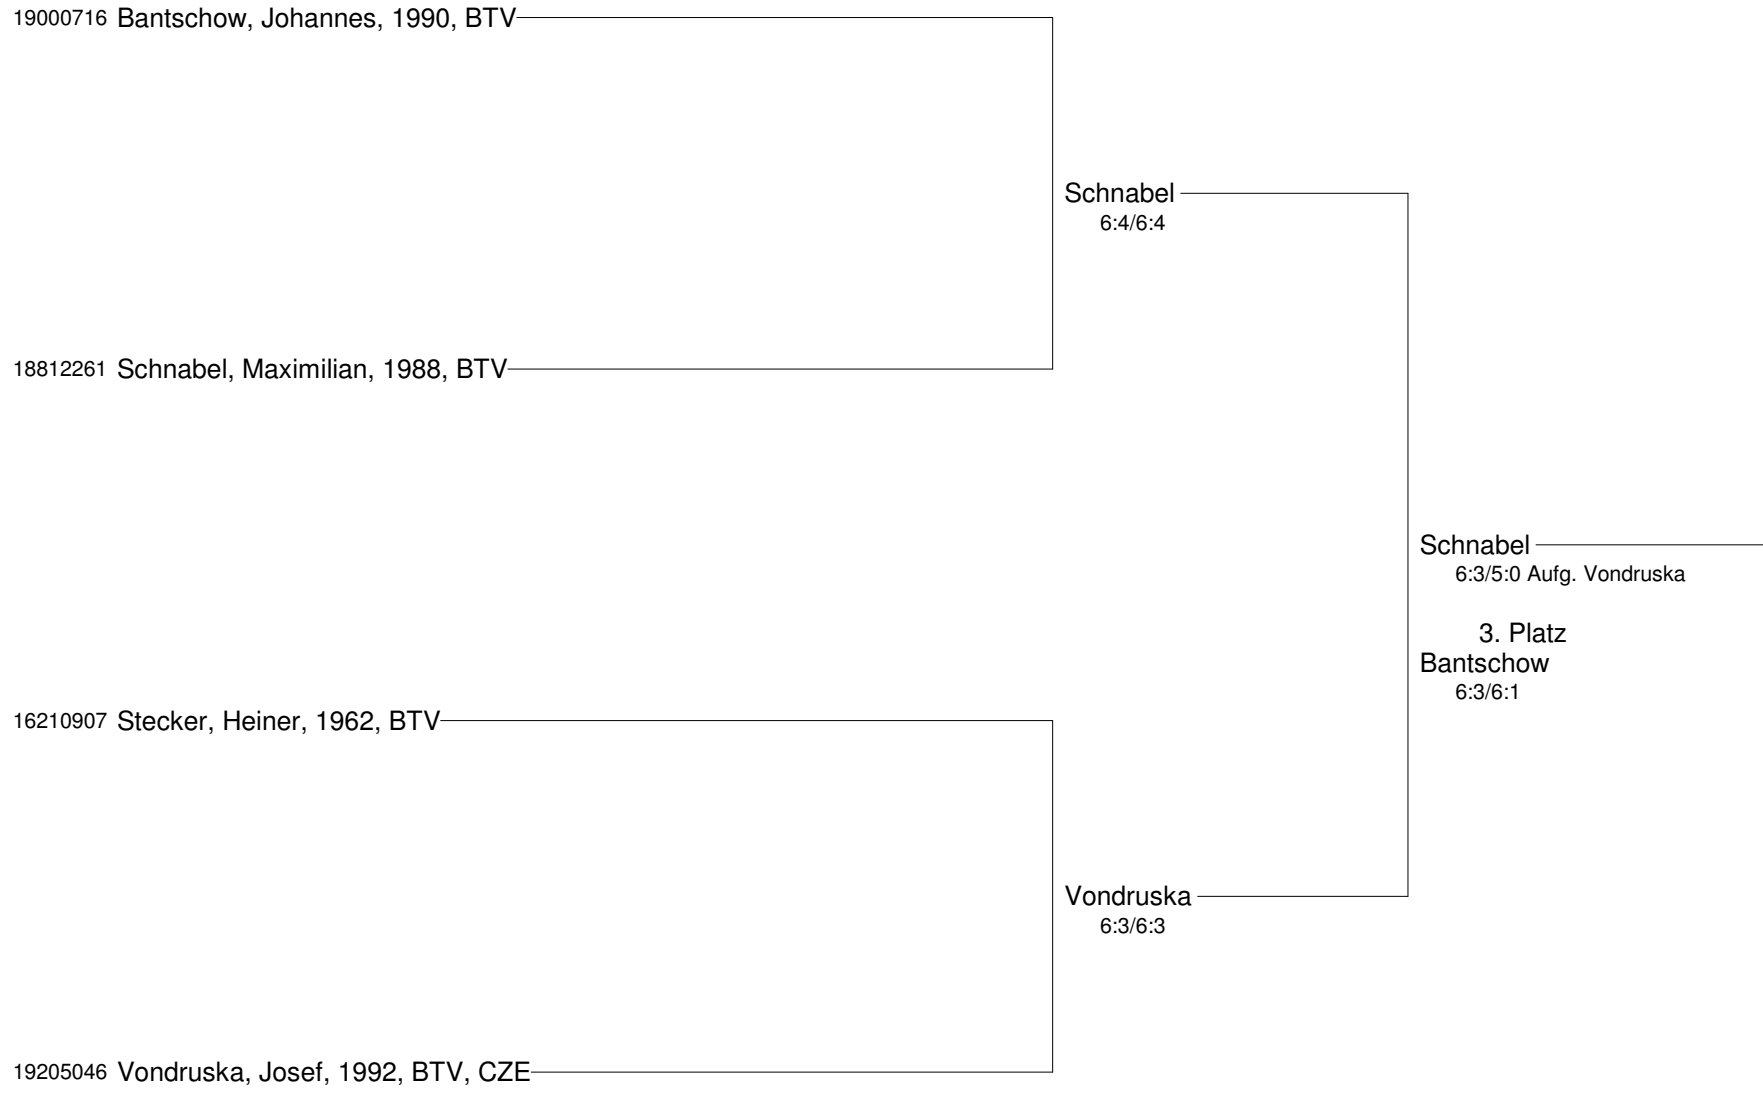 19000716 Bantschow, Johannes, 1990, BTV
Schnabel
6:4/6:4
18812261 Schnabel, Maximilian, 1988, BTV
Schnabel
6:3/5:0 Aufg. Vondruska
3. Platz
Bantschow
6:3/6:1
16210907 Stecker, Heiner, 1962, BTV
Vondruska
6:3/6:3
19205046 Vondruska, Josef, 1992, BTV, CZE